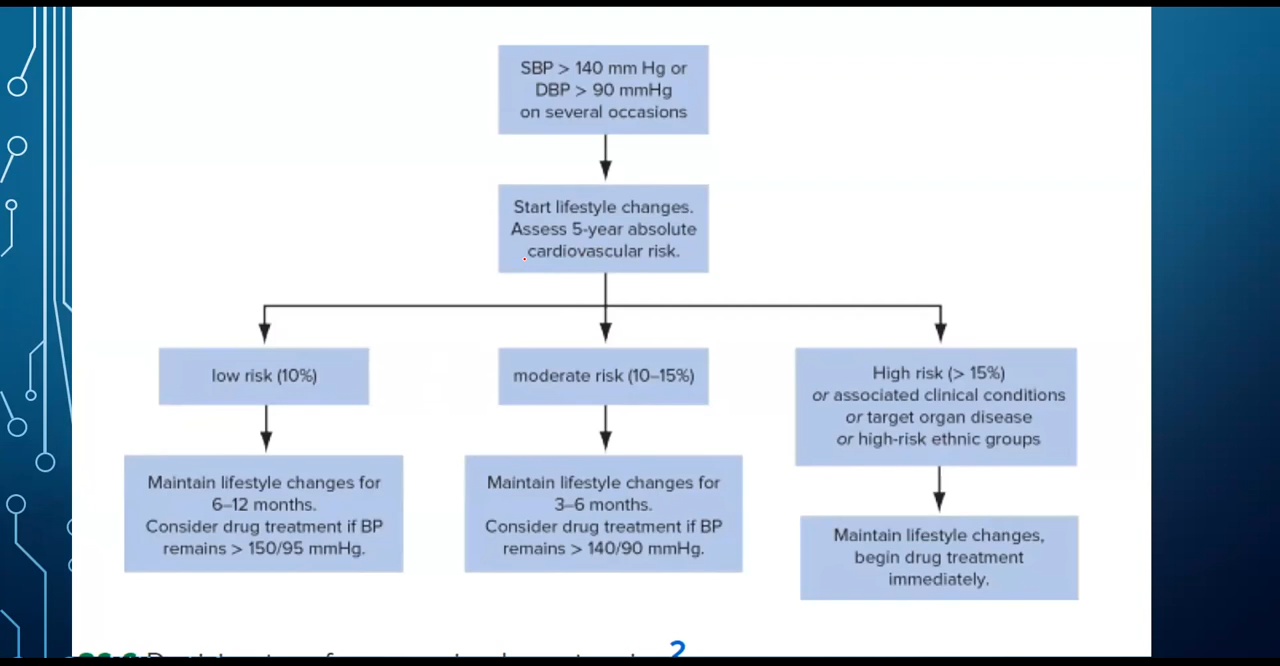 SBP > 140 mm Hg or
DBP > 90 mmHg
on several occasions
Start lifestyle changes.
Assess 5-year absolute
cardiovascular risk.
low risk (10%)
moderate risk (10–15%)
High risk (> 15%)
or associated clinical conditions
or target organ disease
or high-risk ethnic groups
Maintain lifestyle changes for
6–12 months.
Consider drug treatment if BP
remains > 150/95 mmHg.
Maintain lifestyle changes for
3–6 months.
Consider drug treatment if BP
remains > 140/90 mmHg.
Maintain lifestyle changes,
begin drug treatment
immediately.
2